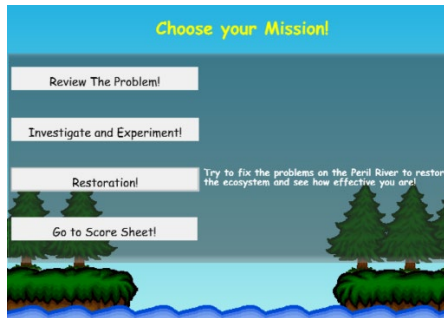 Choose your Mission!
Review The Problem!
Investigate and Experiment!
Restoration!
Try to fix the problems on the Peril River to restor
the ecosystem and see how effective you are!
Go to Score Sheet!